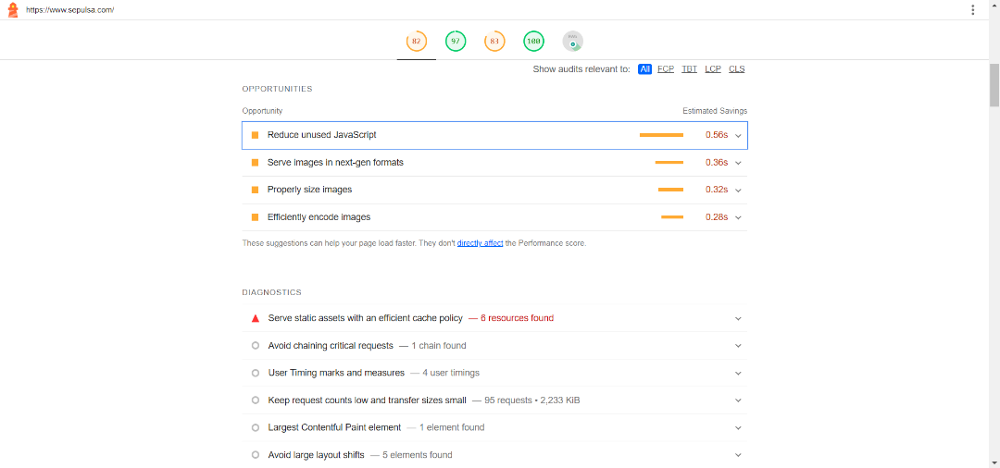 https://www.sepulsa.com/
82 97 83 100
Show audits relevant to: All FCP TBT LCP CLS
OPPORTUNITIES
Opportunity Estimated Savings
Reduce unused JavaScript 0.56s
Serve images in next-gen formats 0.36s
Properly size images 0.32s
Efficiently encode images 0.28s
These suggestions can help your page load faster. They don't directly affect the Performance score.
DIAGNOSTICS
Serve static assets with an efficient cache policy — 6 resources found
Avoid chaining critical requests — 1 chain found
User Timing marks and measures — 4 user timings
Keep request counts low and transfer sizes small — 95 requests • 2,233 KiB
Largest Contentful Paint element — 1 element found
Avoid large layout shifts — 5 elements found